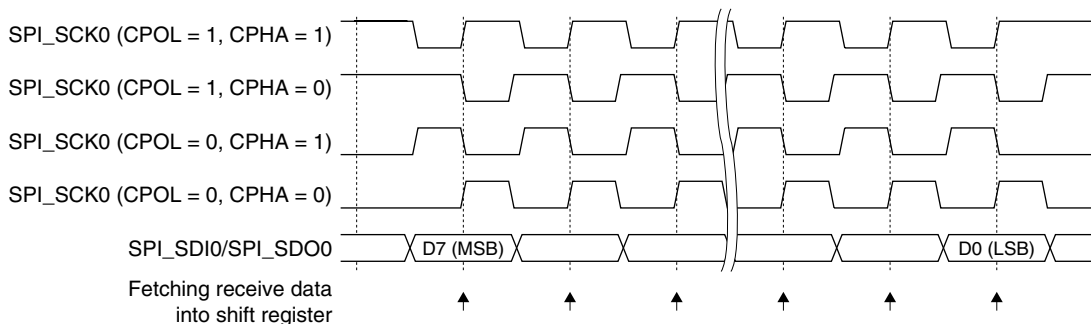 SPI_SCK0 (CPOL = 1, CPHA = 1)
SPI_SCK0 (CPOL = 1, CPHA = 0)
SPI_SCK0 (CPOL = 0, CPHA = 1)
SPI_SCK0 (CPOL = 0, CPHA = 0)
SPI_SDI0/SPI_SDO0 D7 (MSB) D0 (LSB)
Fetching receive data
into shift register